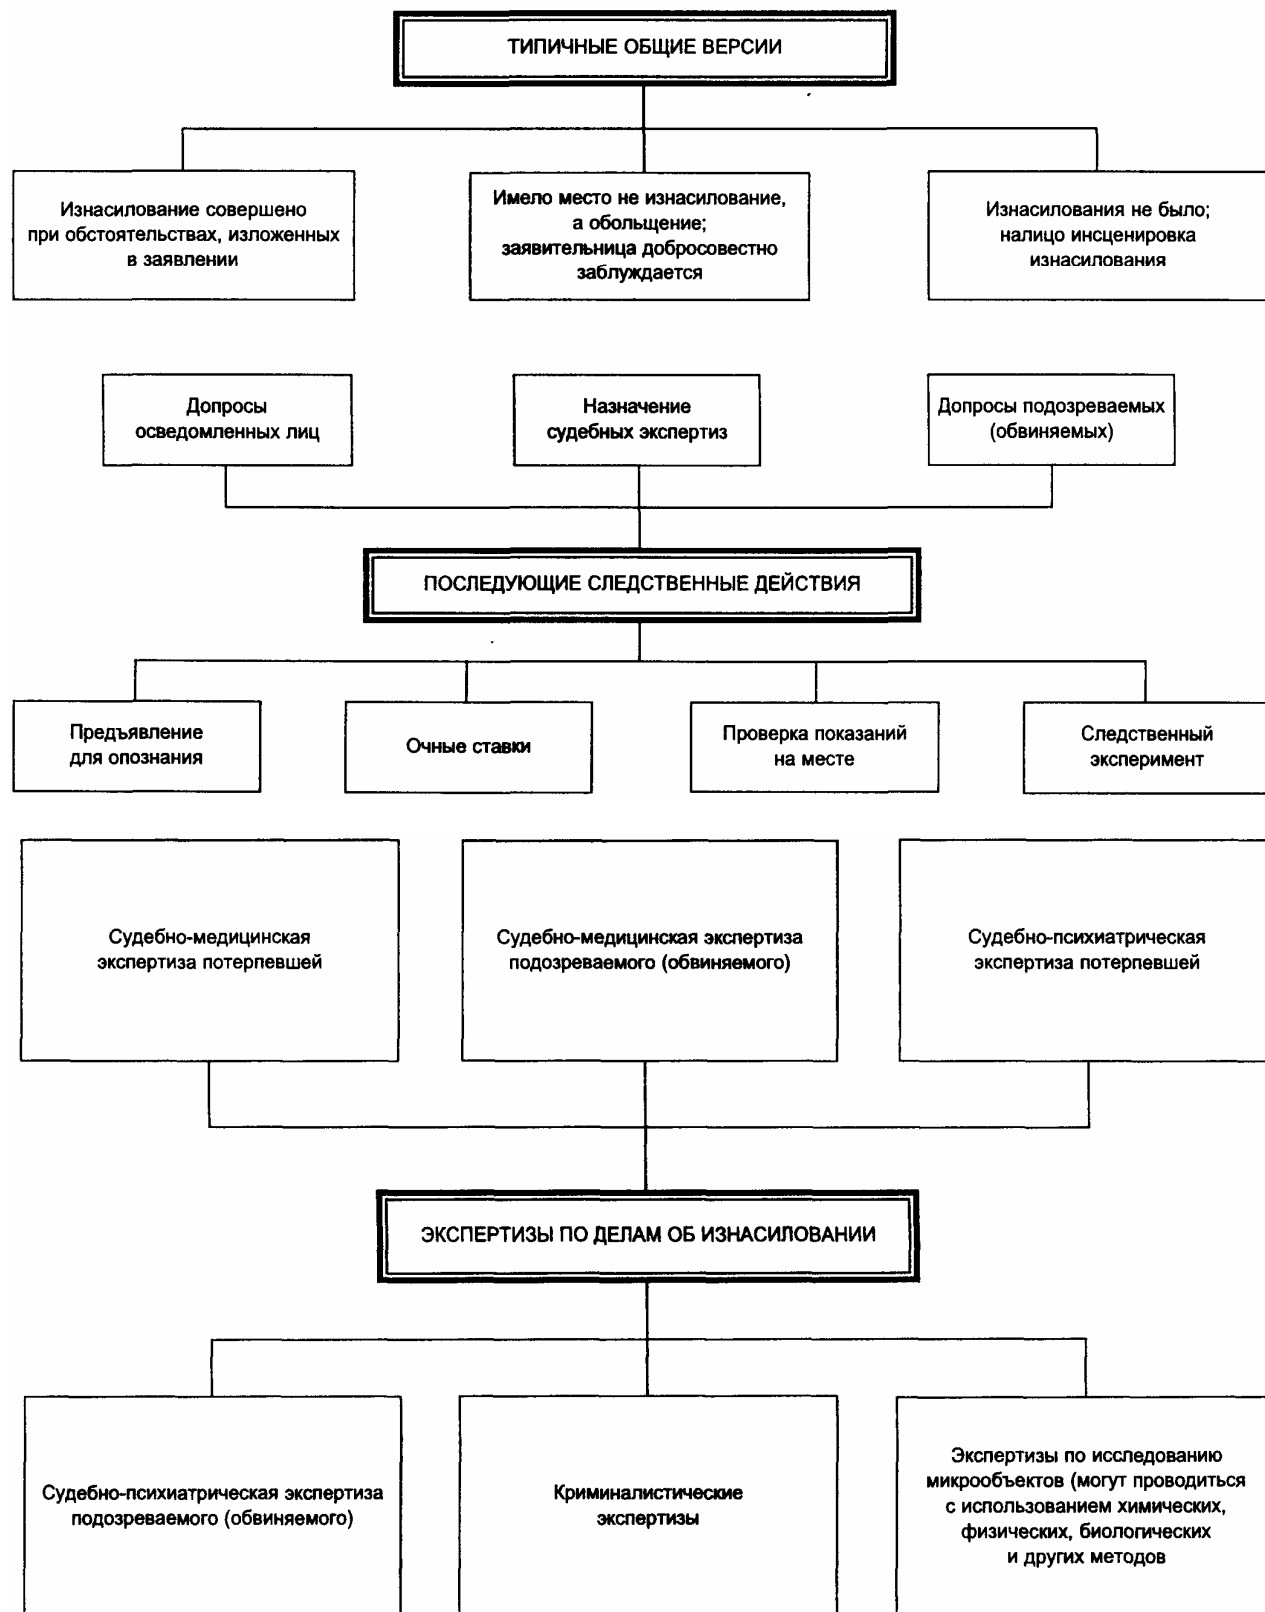 ТИПИЧНЫЕ ОБЩИЕ ВЕРСИИ
Изнасилование совершено
при обстоятельствах, изложенных
в заявлении
Имело место не изнасилование,
а обольщение;
заявительница добросовестно
заблуждается
Изнасилования не было;
налицо инсценировка
изнасилования
Допросы
осведомленных лиц
Назначение
судебных экспертиз
Допросы подозреваемых
(обвиняемых)
ПОСЛЕДУЮЩИЕ СЛЕДСТВЕННЫЕ ДЕЙСТВИЯ
Предъявление
для опознания
Очные ставки
Проверка показаний
на месте
Следственный
эксперимент
Судебно-медицинская
экспертиза потерпевшей
Судебно-медицинская экспертиза
подозреваемого (обвиняемого)
Судебно-психиатрическая
экспертиза потерпевшей
ЭКСПЕРТИЗЫ ПО ДЕЛАМ ОБ ИЗНАСИЛОВАНИИ
Судебно-психиатрическая экспертиза
подозреваемого (обвиняемого)
Криминалистические
экспертизы
Экспертизы по исследованию
микрообъектов (могут проводиться
с использованием химических,
физических, биологических
и других методов